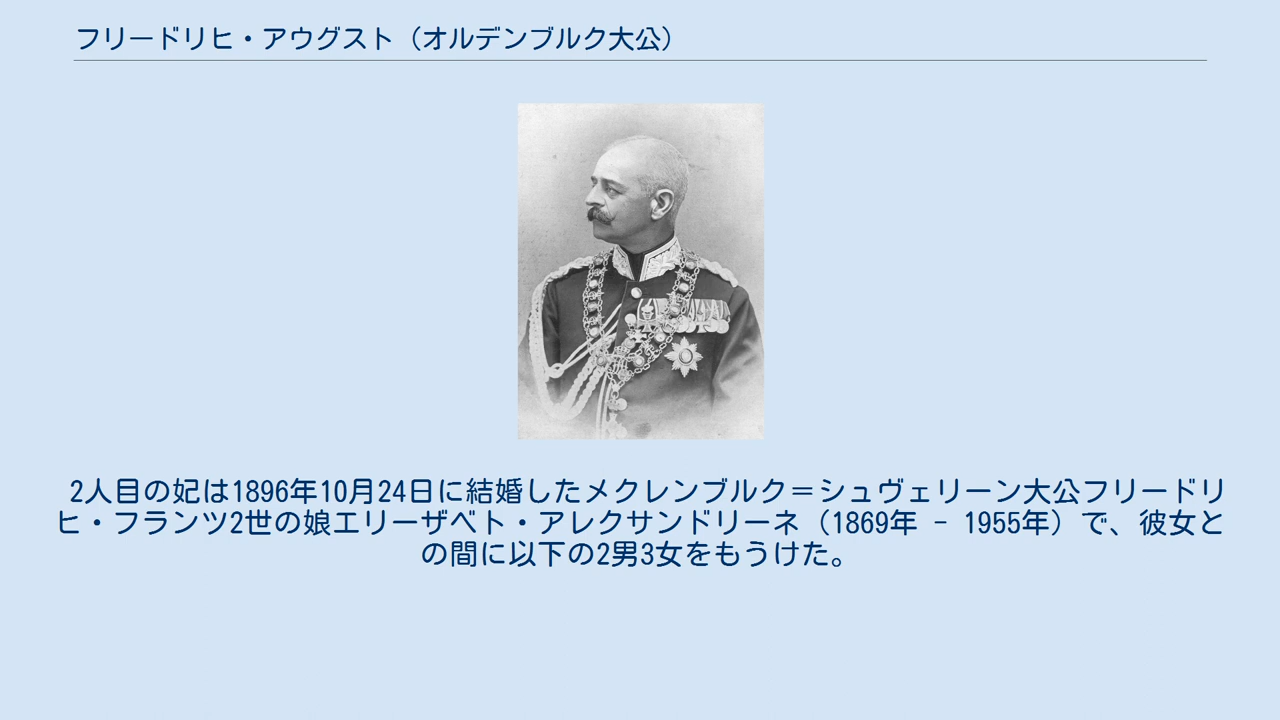 フリードリヒ・アウグスト（オルデンブルク大公）
2人目の妃は1896年10月24日に結婚したメクレンブルク＝シュヴェリーン大公フリードリ
ヒ・フランツ2世の娘エリーザベト・アレクサンドリーネ（1869年 - 1955年）で、彼女と
の間に以下の2男3女をもうけた。